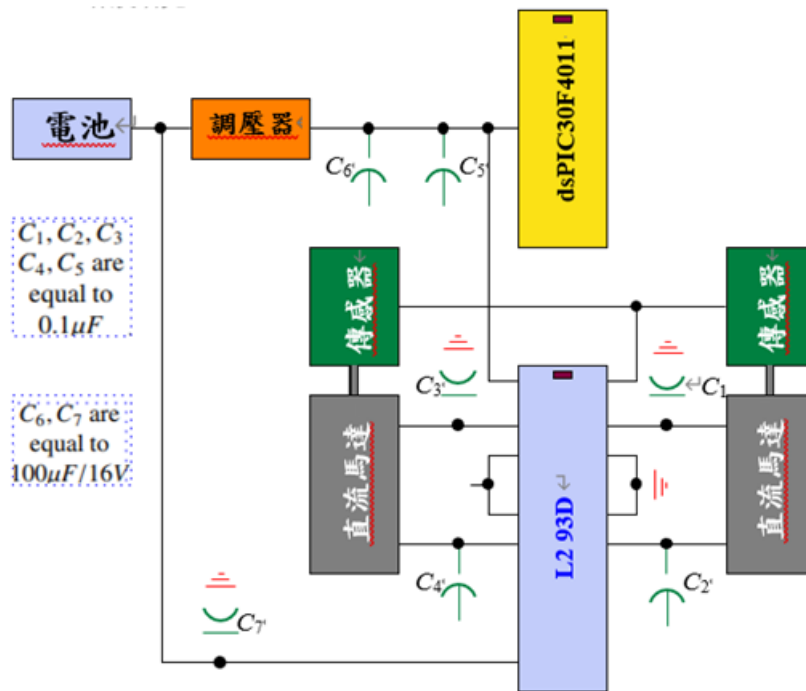 電池
調壓器
dsPIC30F4011
C6
C5
C1, C2, C3
C4, C5 are
equal to
0.1μF
傳感器
傳感器
C3
C1
C6, C7 are
equal to
100μF/16V
直流馬達
L2 93D
直流馬達
C4
C2
C7